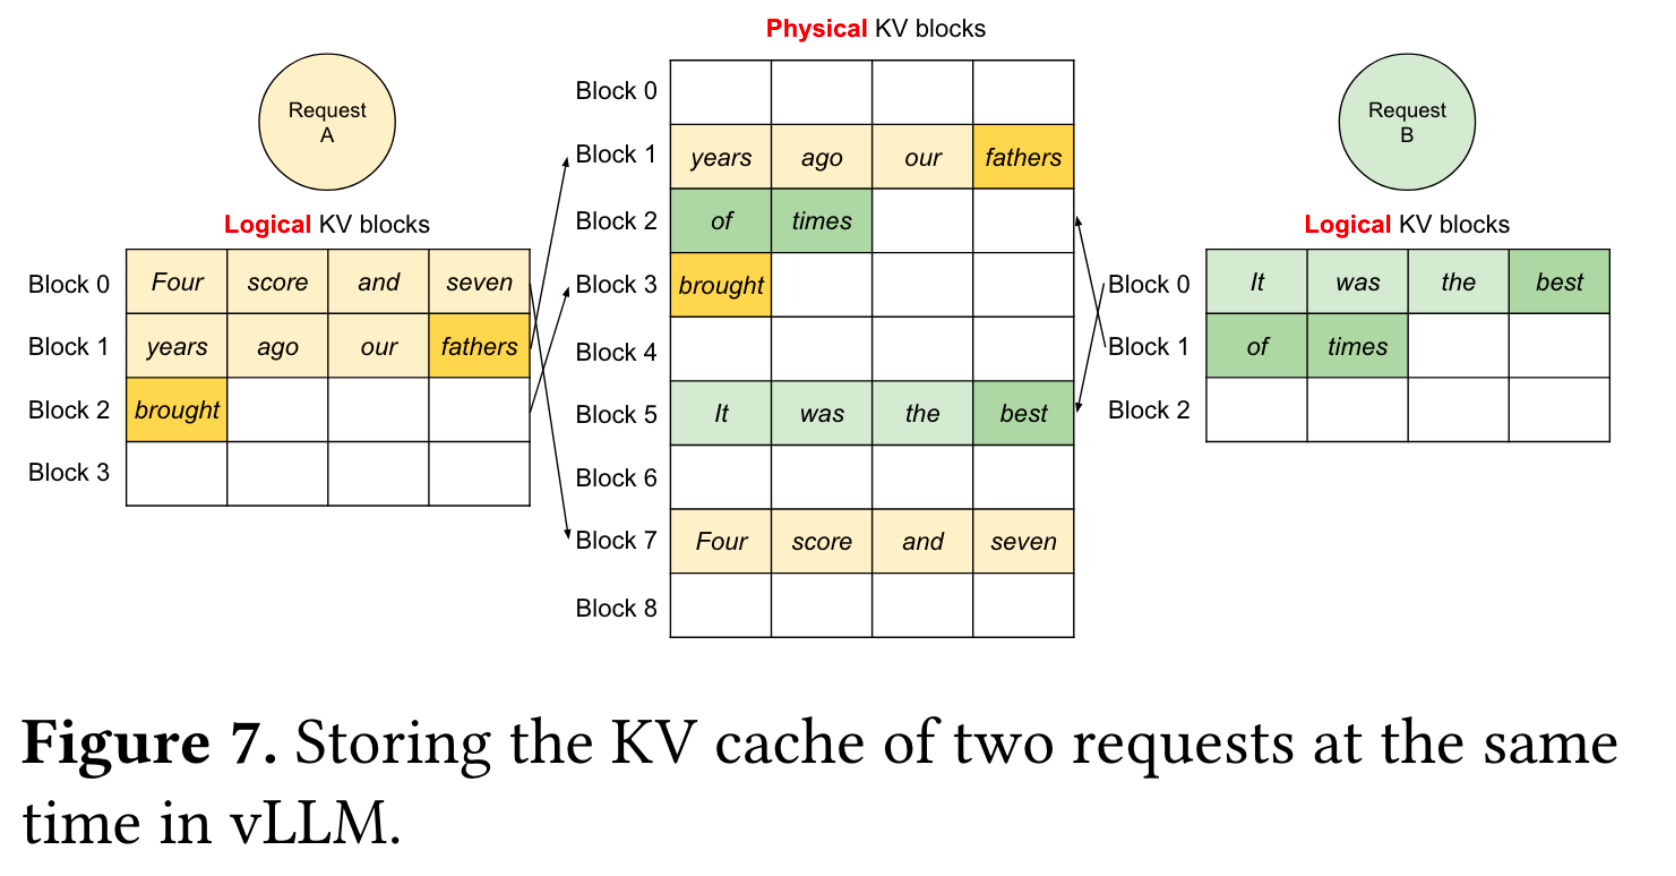 Request
A
Logical KV blocks
Block 0 Four score and seven
Block 1 years ago our fathers
Block 2 brought
Block 3
Physical KV blocks
Block 0
Block 1 years ago our fathers
Block 2 of times
Block 3 brought
Block 4
Block 5 It was the best
Block 6
Block 7 Four score and seven
Block 8
Request
B
Logical KV blocks
Block 0 It was the best
Block 1 of times
Block 2
Figure 7. Storing the KV cache of two requests at the same
time in vLLM.